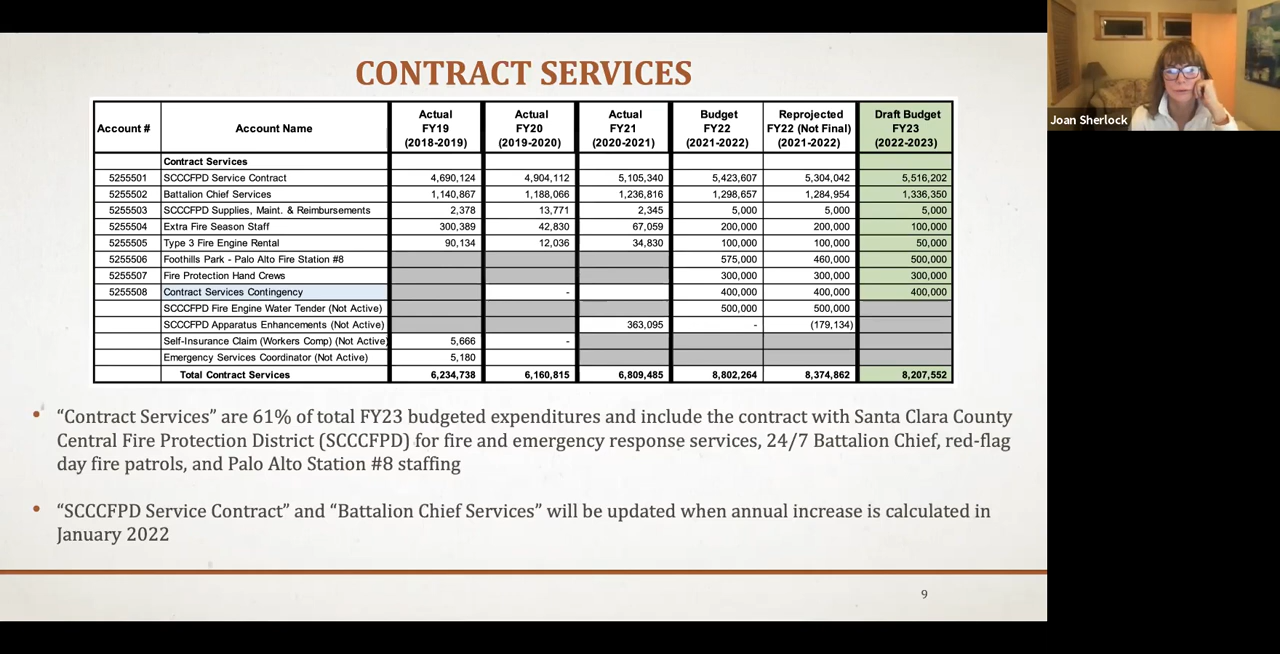 CONTRACT SERVICES
Account # Account Name Actual FY19 (2018-2019) Actual FY20 (2019-2020) Actual FY21 (2020-2021) Budget FY22 (2021-2022) Reprojected FY22 (Not Final) (2021-2022) Draft Budget FY23 (2022-2023)
Contract Services
5255501 SCCCFPD Service Contract 4,690,124 4,904,112 5,105,340 5,423,607 5,304,042 5,516,202
5255502 Battalion Chief Services 1,140,867 1,188,066 1,236,816 1,298,657 1,284,954 1,336,350
5255503 SCCCFPD Supplies, Maint. & Reimbursements 2,378 13,771 2,345 5,000 5,000 5,000
5255504 Extra Fire Season Staff 300,389 42,830 67,059 200,000 200,000 100,000
5255505 Type 3 Fire Engine Rental 90,134 12,036 34,830 100,000 100,000 50,000
5255506 Foothills Park - Palo Alto Fire Station #8 575,000 460,000 500,000
5255507 Fire Protection Hand Crews 300,000 300,000 300,000
5255508 Contract Services Contingency - 400,000 400,000 400,000
SCCCFPD Fire Engine Water Tender (Not Active) 500,000 500,000
SCCCFPD Apparatus Enhancements (Not Active) 363,095 - (179,134)
Self-Insurance Claim (Workers Comp) (Not Active) 5,666 -
Emergency Services Coordinator (Not Active) 5,180
Total Contract Services 6,234,738 6,160,815 6,809,485 8,802,264 8,374,862 8,207,552
• “Contract Services” are 61% of total FY23 budgeted expenditures and include the contract with Santa Clara County
Central Fire Protection District (SCCCFPD) for fire and emergency response services, 24/7 Battalion Chief, red-flag
day fire patrols, and Palo Alto Station #8 staffing
• “SCCCFPD Service Contract” and “Battalion Chief Services” will be updated when annual increase is calculated in
January 2022
9
Joan Sherlock